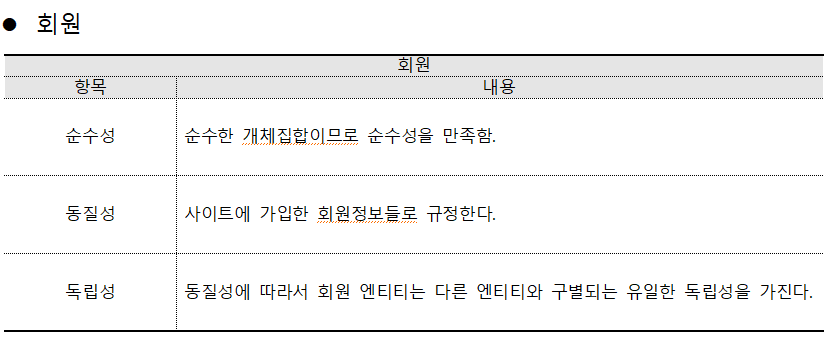 ● 회원
회원
항목 내용
순수성 순수한 개체집합이므로 순수성을 만족함.
동질성 사이트에 가입한 회원정보들로 규정한다.
독립성 동질성에 따라서 회원 엔티티는 다른 엔티티와 구별되는 유일한 독립성을 가진다.